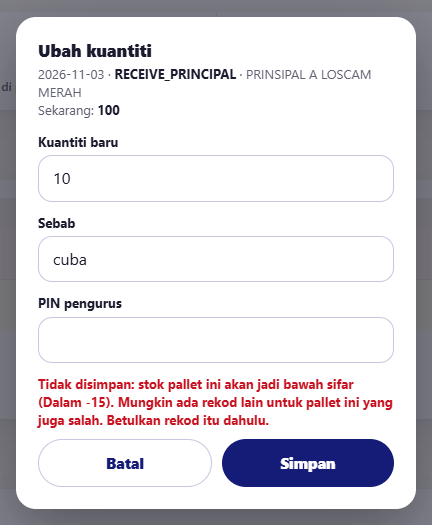 di
Ubah kuantiti
2026-11-03 · RECEIVE_PRINCIPAL · PRINSIPAL A LOSCAM
MERAH
Sekarang: 100
Kuantiti baru
10
Sebab
cuba
PIN pengurus
Tidak disimpan: stok pallet ini akan jadi bawah sifar
(Dalam -15). Mungkin ada rekod lain untuk pallet ini yang
juga salah. Betulkan rekod itu dahulu.
Batal
Simpan